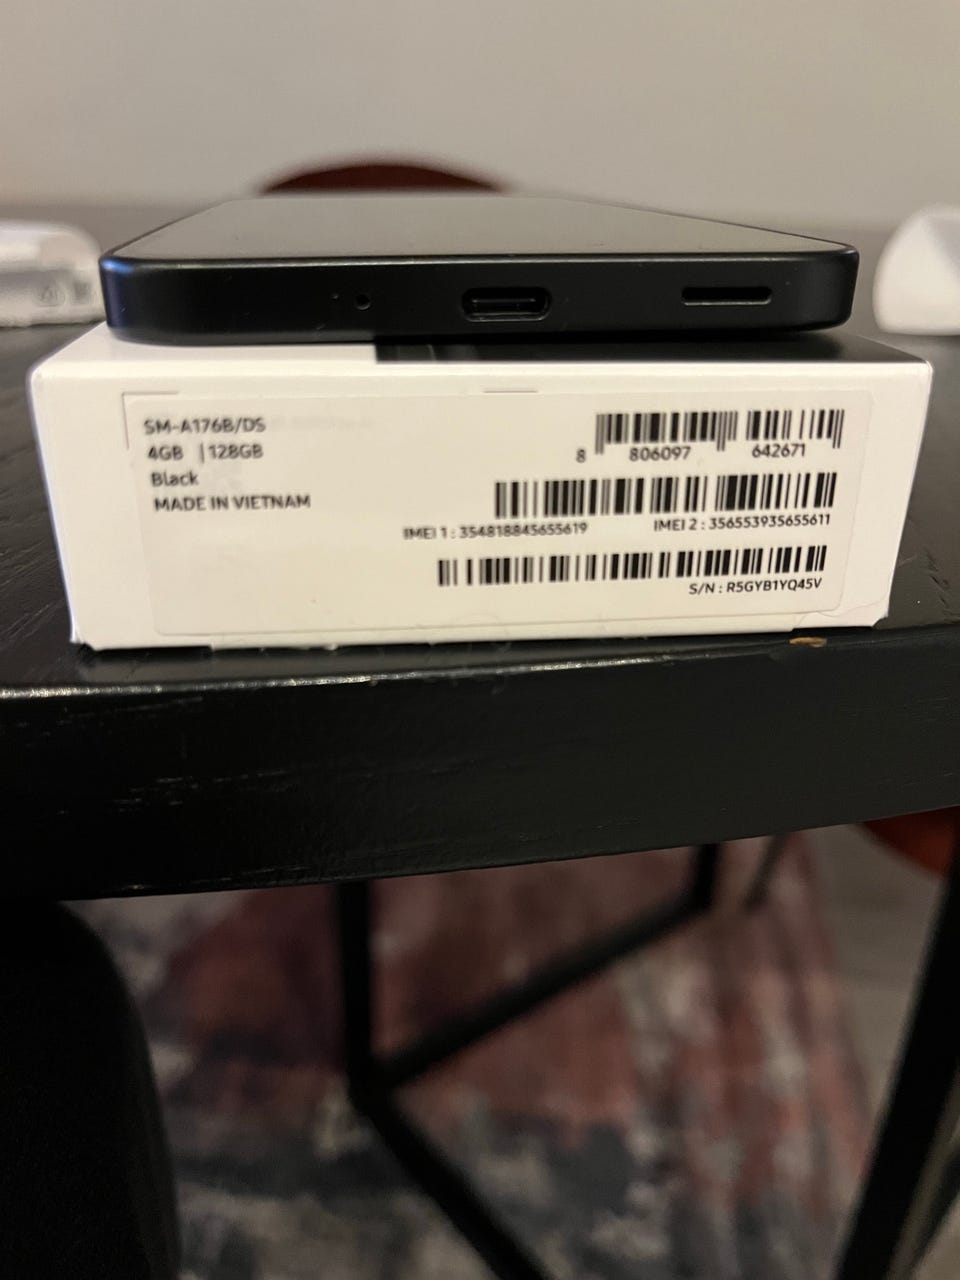 SM-A176B/DS
4GB | 128GB
Black
MADE IN VIETNAM
8 806097 642671
IMEI 1 : 354818845655619 IMEI 2 : 356553935655611
S/N : R5GYB1YQ45V